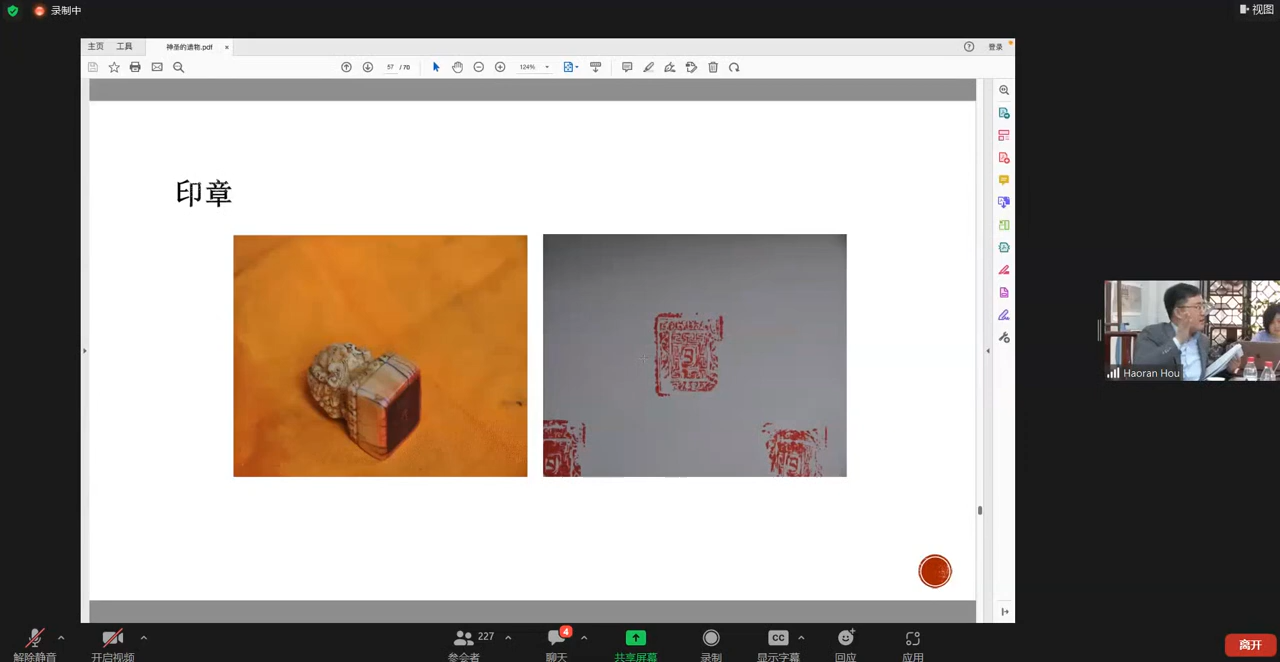 录制中
视图
主页 工具 神圣的遗物.pdf × 登录
57 / 70 124%
印章
Haoran Hou
4
227
CC
解除静音 开启视频 参会者 聊天 共享屏幕 录制 显示字幕 回应 应用 离开